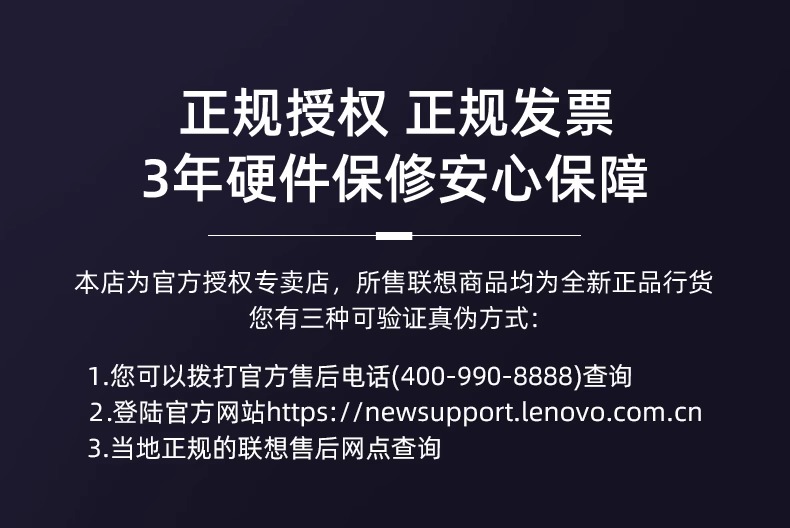 正规授权 正规发票
3年硬件保修安心保障
本店为官方授权专卖店，所售联想商品均为全新正品行货
您有三种可验证真伪方式：
1.您可以拨打官方售后电话(400-990-8888)查询
2.登陆官方网站https://newsupport.lenovo.com.cn
3.当地正规的联想售后网点查询